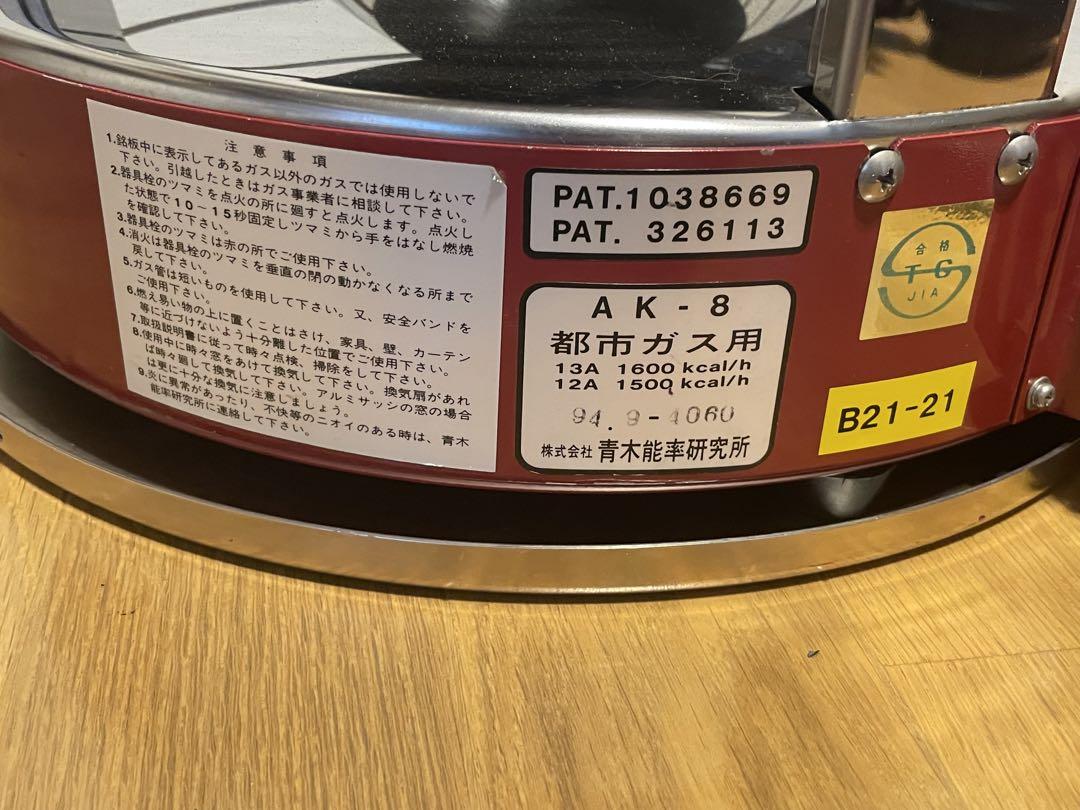 注意事項
1.銘板中に表示してあるガス以外のガスでは使用しないで
下さい。引越したときはガス事業者に相談して下さい。
2.器具栓のツマミを点火の所に廻すと点火します。点火し
た状態で10－15秒固定しツマミから手をはなし燃焼
を確認して下さい。
3.器具栓のツマミは赤の所でご使用下さい。
4.消火は器具栓のツマミを垂直の閉の動かなくなる所まで
戻して下さい。
5.ガス管は短いものを使用して下さい。又、安全バンドを
ご使用下さい。
6.燃え易い物の上に置くことはさけ、家具、壁、カーテン
等に近づけないよう十分離した位置でご使用下さい。
7.取扱説明書に従って時々点検、掃除をして下さい。
8.使用中に時々窓をあけて換気して下さい。換気扇があれ
ば時々廻して換気して下さい。アルミサッシの窓の場合
は更に十分な換気に注意しましょう。
9.炎に異常があったり、不快等のニオイのある時は、青木
能率研究所に連絡して下さい。
PAT.1038669
PAT. 326113
AK-8
都市ガス用
13A 1600 kcal/h
12A 1500 kcal/h
94.9-4060
株式会社 青木能率研究所
合格
TG
JIA
B21-21